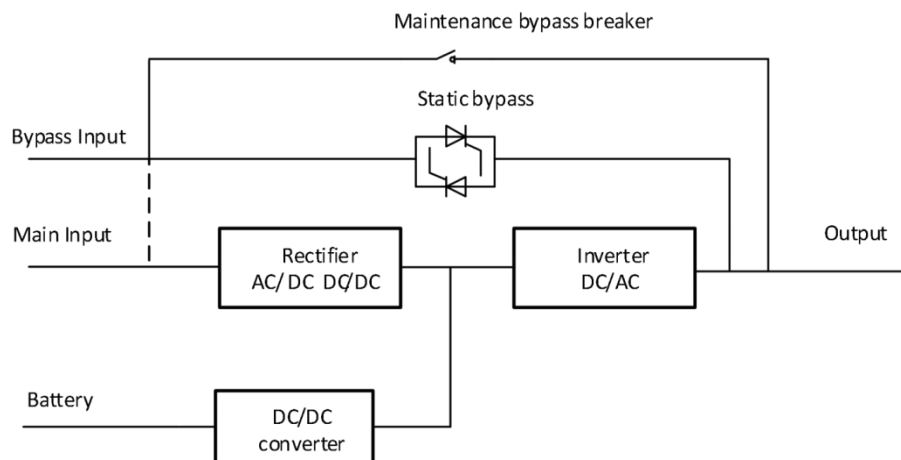 Maintenance bypass breaker
Static bypass
Bypass Input
Main Input
Rectifier
AC/ DC DC/DC
Inverter
DC/AC
Output
Battery
DC/DC
converter